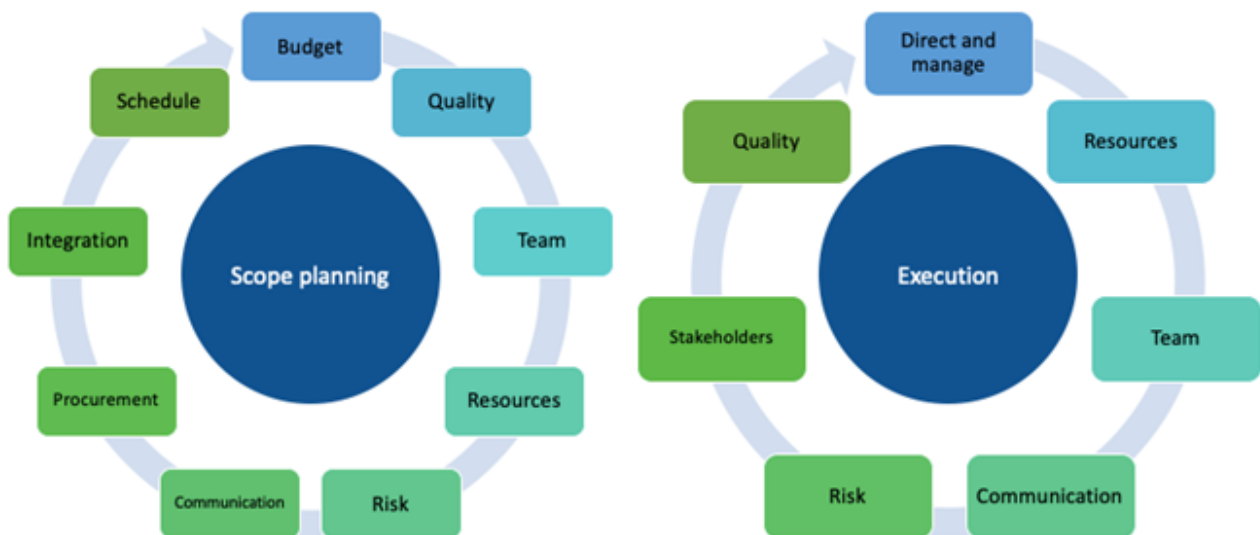 Budget
Quality
Team
Resources
Risk
Communication
Procurement
Integration
Schedule
Scope planning
Direct and
manage
Resources
Team
Communication
Risk
Stakeholders
Quality
Execution